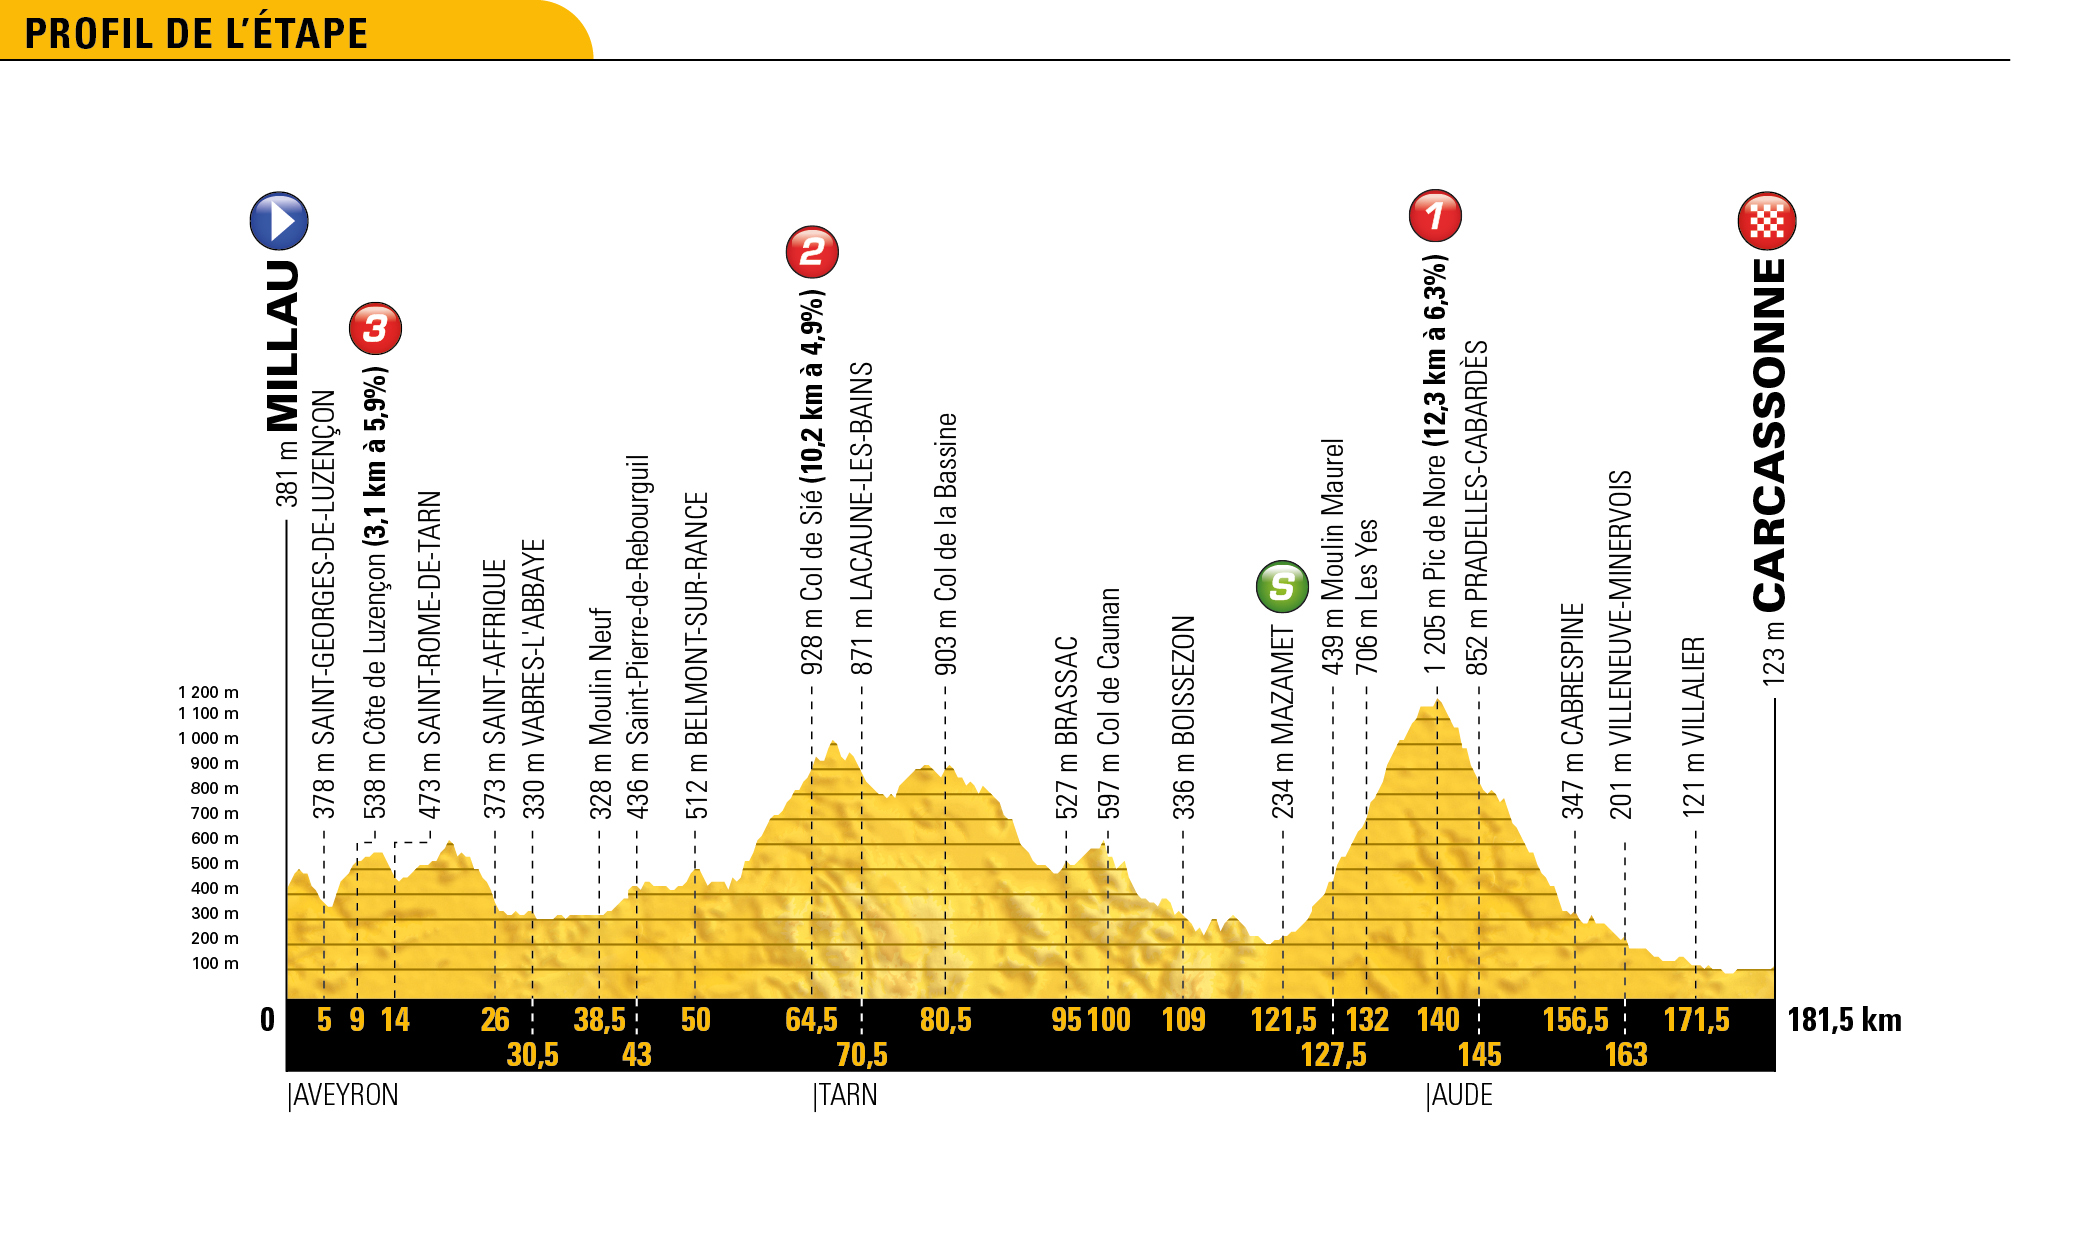 PROFIL DE L'ÉTAPE
381 m MILLAU
378 m SAINT-GEORGES-DE-LUZENÇON
3
538 m Côte de Luzençon (3,1 km à 5,9%)
473 m SAINT-ROME-DE-TARN
373 m SAINT-AFFRIQUE
330 m VABRES-L'ABBAYE
328 m Moulin Neuf
436 m Saint-Pierre-de-Rebourguil
512 m BELMONT-SUR-RANCE
2
928 m Col de Sié (10,2 km à 4,9%)
871 m LACAUNE-LES-BAINS
903 m Col de la Bassine
527 m BRASSAC
597 m Col de Caunan
336 m BOISSEZON
S
234 m MAZAMET
439 m Moulin Maurel
706 m Les Yes
1
1 205 m Pic de Nore (12,3 km à 6,3%)
852 m PRADELLES-CABARDÈS
347 m CABRESPINE
201 m VILLENEUVE-MINERVOIS
121 m VILLALIER
123 m CARCASSONNE
1 200 m
1 100 m
1 000 m
900 m
800 m
700 m
600 m
500 m
400 m
300 m
200 m
100 m
0 5 9 14 26 38,5 50 64,5 80,5 95 100 109 121,5 132 140 156,5 171,5 181,5 km
30,5 43 70,5 127,5 145 163
|AVEYRON |TARN |AUDE